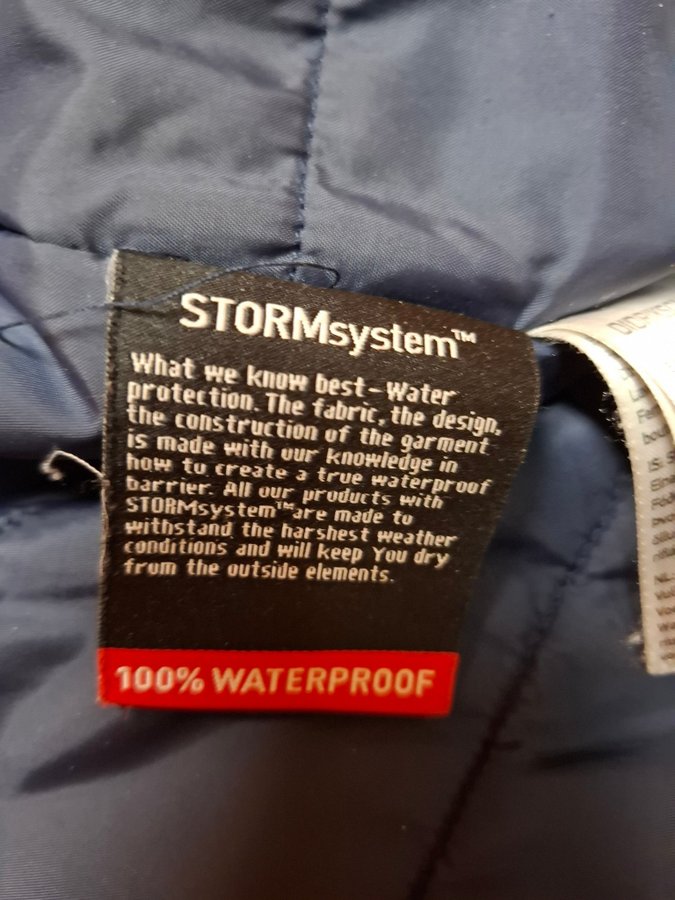 STORMsystem™
What we know best-Water
protection. The fabric, the design,
the construction of the garment
is made with our knowledge in
how to create a true waterproof
barrier. All our products with
STORMsystem™are made to
withstand the harshest weather
conditions and will keep You dry
from the outside elements.
100% WATERPROOF
IS:
NL: